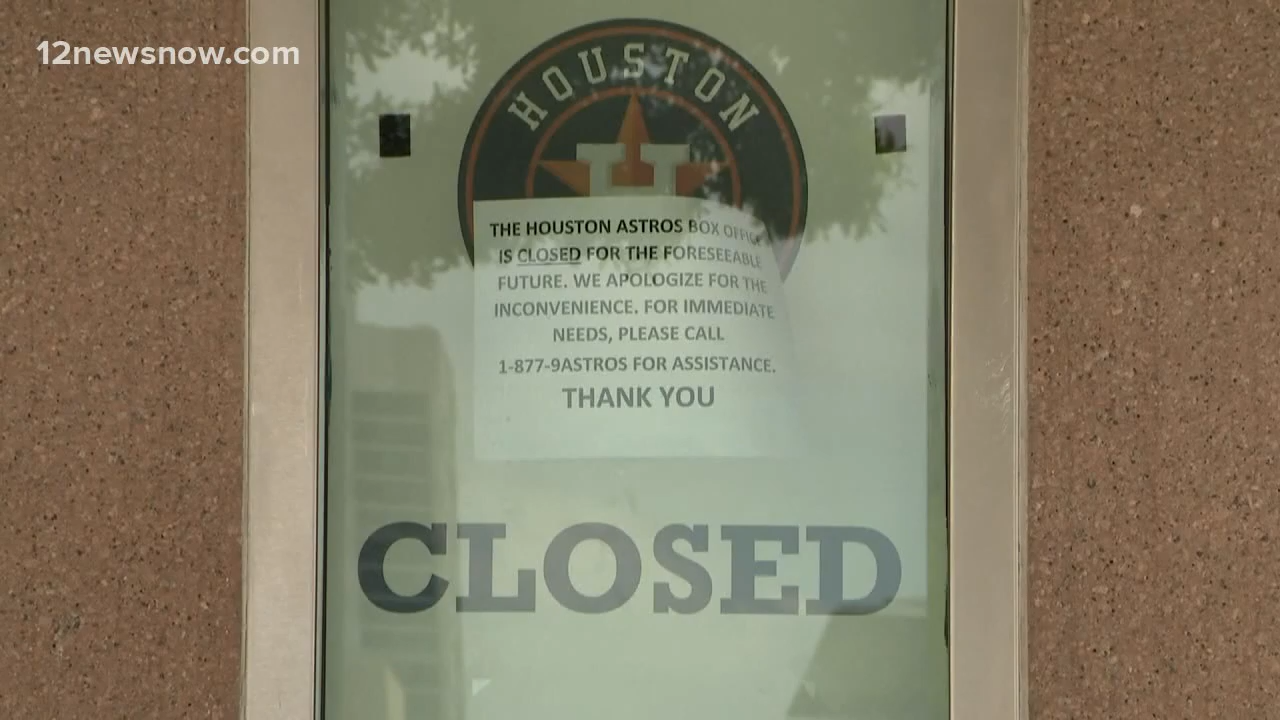 12newsnow.com
HOUSTON
H
THE HOUSTON ASTROS BOX OFFICE
IS CLOSED FOR THE FORESEEABLE
FUTURE. WE APOLOGIZE FOR THE
INCONVENIENCE. FOR IMMEDIATE
NEEDS, PLEASE CALL
1-877-9ASTROS FOR ASSISTANCE.
THANK YOU
CLOSED